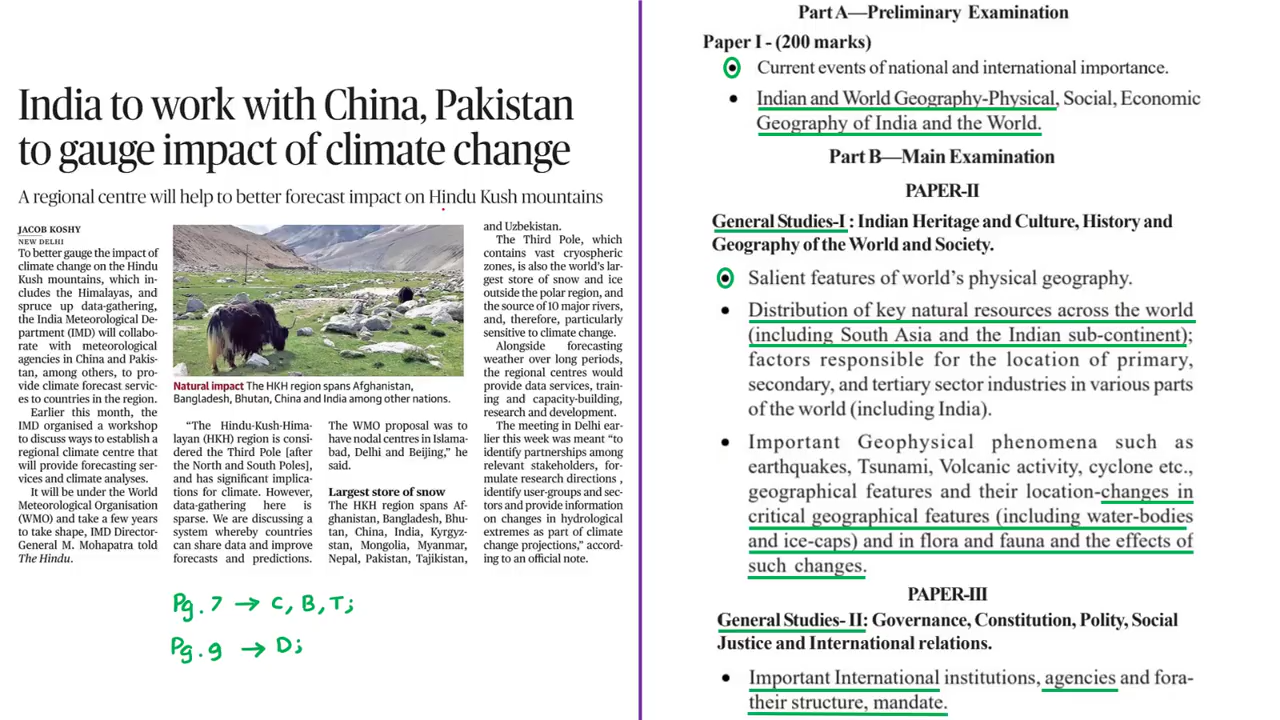 India to work with China, Pakistan
to gauge impact of climate change
A regional centre will help to better forecast impact on Hindu Kush mountains
JACOB KOSHY
NEW DELHI
To better gauge the impact of
climate change on the Hindu
Kush mountains, which in-
cludes the Himalayas, and
spruce up data-gathering,
the India Meteorological De-
partment (IMD) will collabo-
rate with meteorological
agencies in China and Pakis-
tan, among others, to pro-
vide climate forecast servic-
es to countries in the region.
Earlier this month, the
IMD organised a workshop
to discuss ways to establish a
regional climate centre that
will provide forecasting ser-
vices and climate analyses.
It will be under the World
Meteorological Organisation
(WMO) and take a few years
to take shape, IMD Director-
General M. Mohapatra told
The Hindu.
Natural impact The HKH region spans Afghanistan,
Bangladesh, Bhutan, China and India among other nations.
“The Hindu-Kush-Hima-
layan (HKH) region is consi-
dered the Third Pole [after
the North and South Poles],
and has significant implica-
tions for climate. However,
data-gathering here is
sparse. We are discussing a
system whereby countries
can share data and improve
forecasts and predictions.
The WMO proposal was to
have nodal centres in Islama-
bad, Delhi and Beijing,” he
said.
Largest store of snow
The HKH region spans Af-
ghanistan, Bangladesh, Bhu-
tan, China, India, Kyrgyz-
stan, Mongolia, Myanmar,
Nepal, Pakistan, Tajikistan,
and Uzbekistan.
The Third Pole, which
contains vast cryospheric
zones, is also the world’s lar-
gest store of snow and ice
outside the polar region, and
the source of 10 major rivers,
and, therefore, particularly
sensitive to climate change.
Alongside forecasting
weather over long periods,
the regional centres would
provide data services, train-
ing and capacity-building,
research and development.
The meeting in Delhi ear-
lier this week was meant “to
identify partnerships among
relevant stakeholders, for-
mulate research directions ,
identify user-groups and sec-
tors and provide information
on changes in hydrological
extremes as part of climate
change projections,” accord-
ing to an official note.
Pg. 7 → C, B, T;
Pg. 9 → D;
Part A—Preliminary Examination
Paper I - (200 marks)
• Current events of national and international importance.
• Indian and World Geography-Physical, Social, Economic
Geography of India and the World.
Part B—Main Examination
PAPER-II
General Studies-I : Indian Heritage and Culture, History and
Geography of the World and Society.
• Salient features of world’s physical geography.
• Distribution of key natural resources across the world
(including South Asia and the Indian sub-continent);
factors responsible for the location of primary,
secondary, and tertiary sector industries in various parts
of the world (including India).
• Important Geophysical phenomena such as
earthquakes, Tsunami, Volcanic activity, cyclone etc.,
geographical features and their location-changes in
critical geographical features (including water-bodies
and ice-caps) and in flora and fauna and the effects of
such changes.
PAPER-III
General Studies- II: Governance, Constitution, Polity, Social
Justice and International relations.
• Important International institutions, agencies and fora-
their structure, mandate.